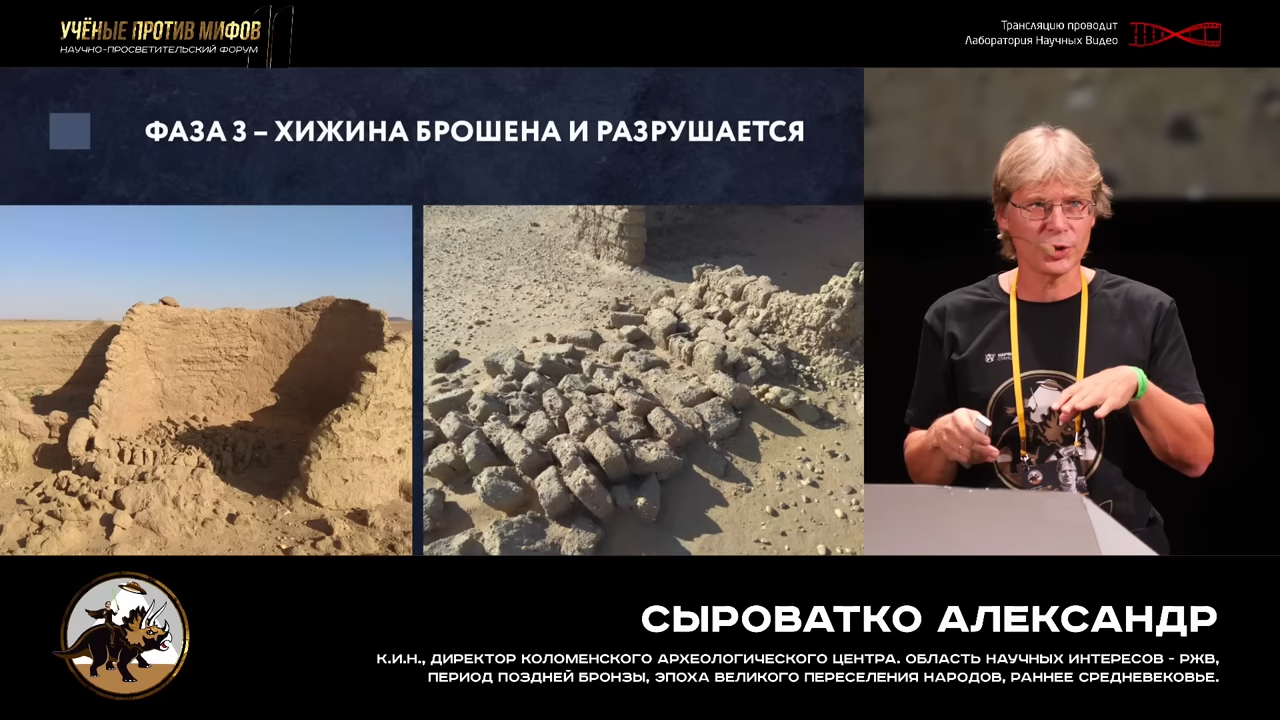 УЧЁНЫЕ ПРОТИВ МИФОВ 11
НАУЧНО-ПРОСВЕТИТЕЛЬСКИЙ ФОРУМ
Трансляцию проводит
Лаборатория Научных Видео
ФАЗА 3 – ХИЖИНА БРОШЕНА И РАЗРУШАЕТСЯ
СЫРОВАТКО АЛЕКСАНДР
К.И.Н., ДИРЕКТОР КОЛОМЕНСКОГО АРХЕОЛОГИЧЕСКОГО ЦЕНТРА. ОБЛАСТЬ НАУЧНЫХ ИНТЕРЕСОВ - РЖВ,
ПЕРИОД ПОЗДНЕЙ БРОНЗЫ, ЭПОХА ВЕЛИКОГО ПЕРЕСЕЛЕНИЯ НАРОДОВ, РАННЕЕ СРЕДНЕВЕКОВЬЕ.